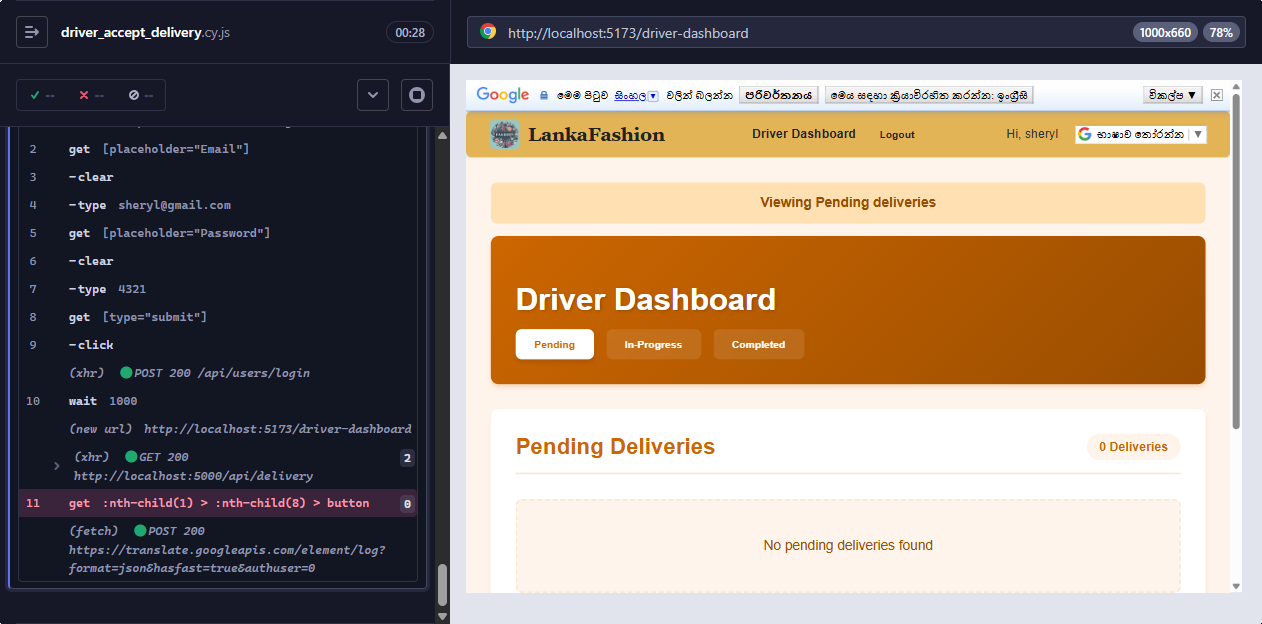 driver_accept_delivery.cy.js
00:28
-- -- --
2 get [placeholder="Email"]
3 -clear
4 -type sheryl@gmail.com
5 get [placeholder="Password"]
6 -clear
7 -type 4321
8 get [type="submit"]
9 -click
(xhr) POST 200 /api/users/login
10 wait 1000
(new url) http://localhost:5173/driver-dashboard
(xhr) GET 200 2
http://localhost:5000/api/delivery
11 get :nth-child(1) > :nth-child(8) > button 0
(fetch) POST 200
https://translate.googleapis.com/element/log?
format=json&hasfast=true&authuser=0
http://localhost:5173/driver-dashboard 1000x660 78%
Google මෙම පිටුව සිංහල වලින් බලන්න පරිවර්තනය මෙය සඳහා ක්‍රියාවිරහිත කරන්න: ඉංග්‍රීසි විකල්ප ▼
LankaFashion Driver Dashboard Logout Hi, sheryl G භාෂාව තෝරන්න ▼
Viewing Pending deliveries
Driver Dashboard
Pending In-Progress Completed
Pending Deliveries 0 Deliveries
No pending deliveries found